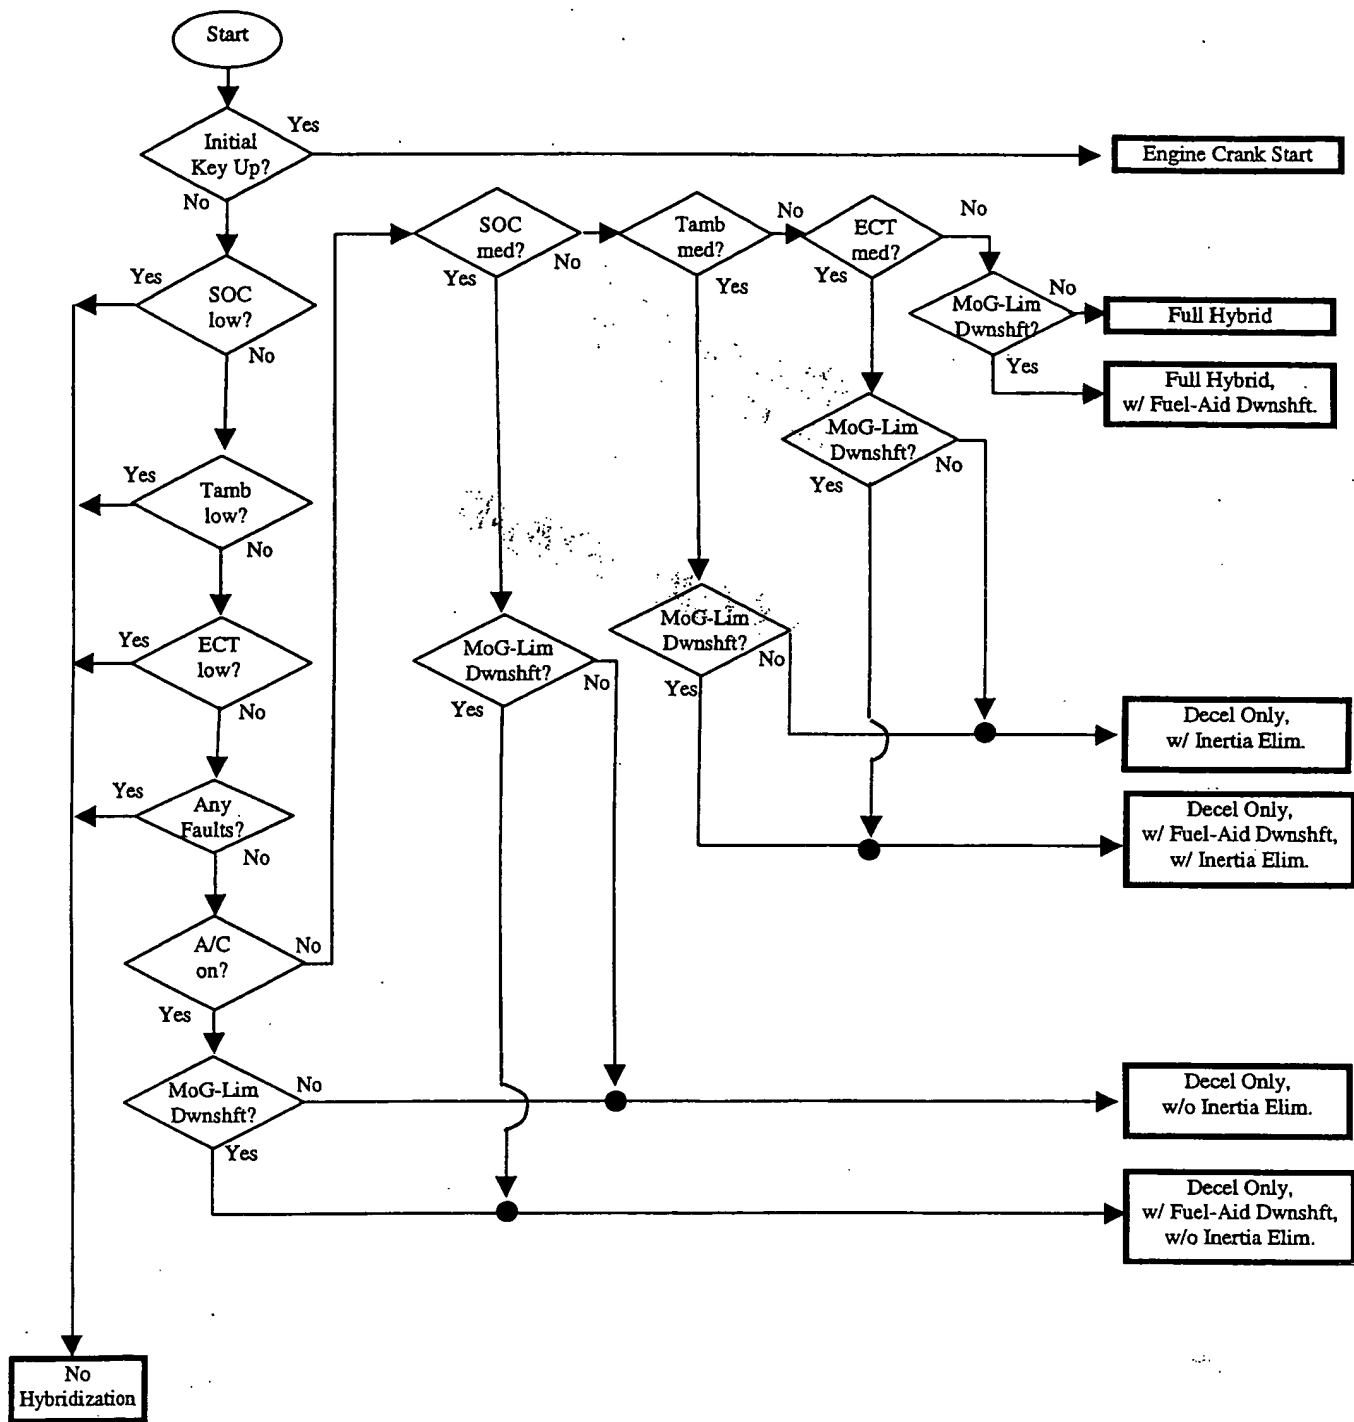 Start
Initial
Key Up?
Yes
No
Engine Crank Start
SOC
low?
Yes
No
SOC
med?
Yes
No
Tamb
med?
No
Yes
ECT
med?
No
Yes
MoG-Lim
Dwnshft?
No
Yes
Full Hybrid
Full Hybrid,
w/ Fuel-Aid Dwnshft.
MoG-Lim
Dwnshft?
Yes
No
Tamb
low?
Yes
No
ECT
low?
Yes
No
MoG-Lim
Dwnshft?
Yes
No
MoG-Lim
Dwnshft?
Yes
No
Decel Only,
w/ Inertia Elim.
Any
Faults?
Yes
No
Decel Only,
w/ Fuel-Aid Dwnshft,
w/ Inertia Elim.
A/C
on?
No
Yes
MoG-Lim
Dwnshft?
No
Yes
Decel Only,
w/o Inertia Elim.
Decel Only,
w/ Fuel-Aid Dwnshft,
w/o Inertia Elim.
No
Hybridization